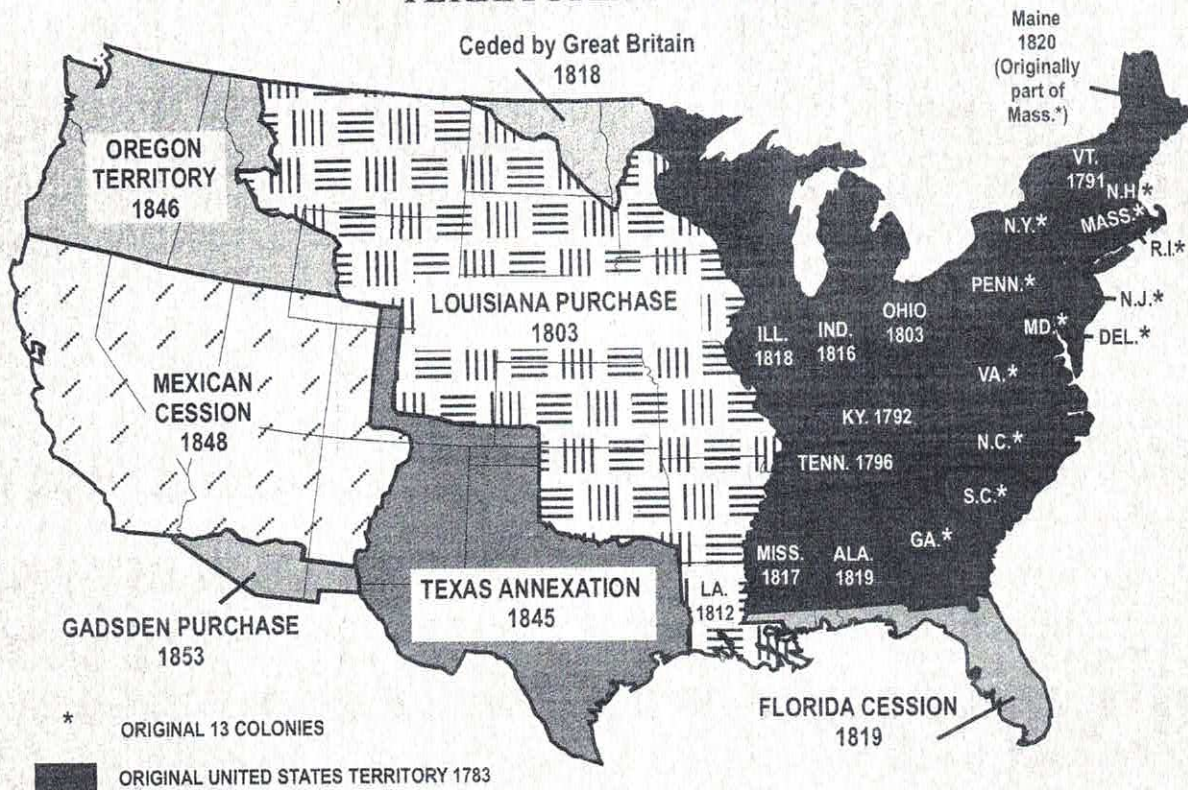 Ceded by Great Britain
1818
Maine
1820
(Originally
part of
Mass.*)
OREGON
TERRITORY
1846
VT.
1791
N.H.*
N.Y.*
MASS.*
R.I.*
LOUISIANA PURCHASE
1803
PENN.*
N.J.*
OHIO
1803
ILL.
1818
IND.
1816
MD.*
DEL.*
MEXICAN
CESSION
1848
VA.*
KY. 1792
N.C.*
TENN. 1796
S.C.*
GA.*
MISS.
1817
ALA.
1819
TEXAS ANNEXATION
1845
LA.
1812
GADSDEN PURCHASE
1853
FLORIDA CESSION
1819
* ORIGINAL 13 COLONIES
ORIGINAL UNITED STATES TERRITORY 1783